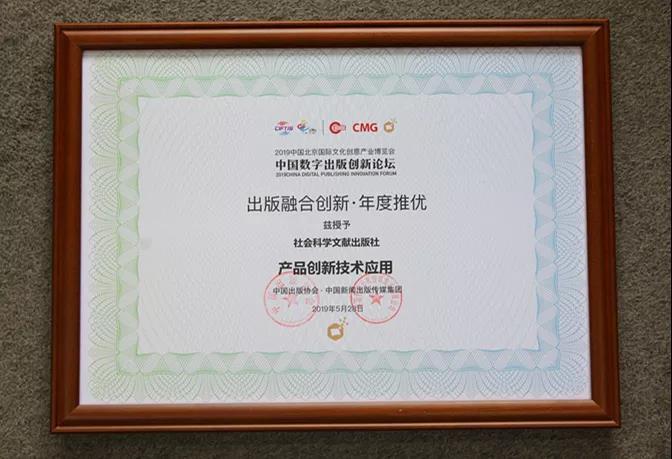 CIFTIS CMG
2019中国北京国际文化创意产业博览会
中国数字出版创新论坛
2019CHINA DIGITAL PUBLISHING INNOVATION FORUM
出版融合创新·年度推优
兹授予
社会科学文献出版社
产品创新技术应用
中国出版协会·中国新闻出版传媒集团
2019年5月28日